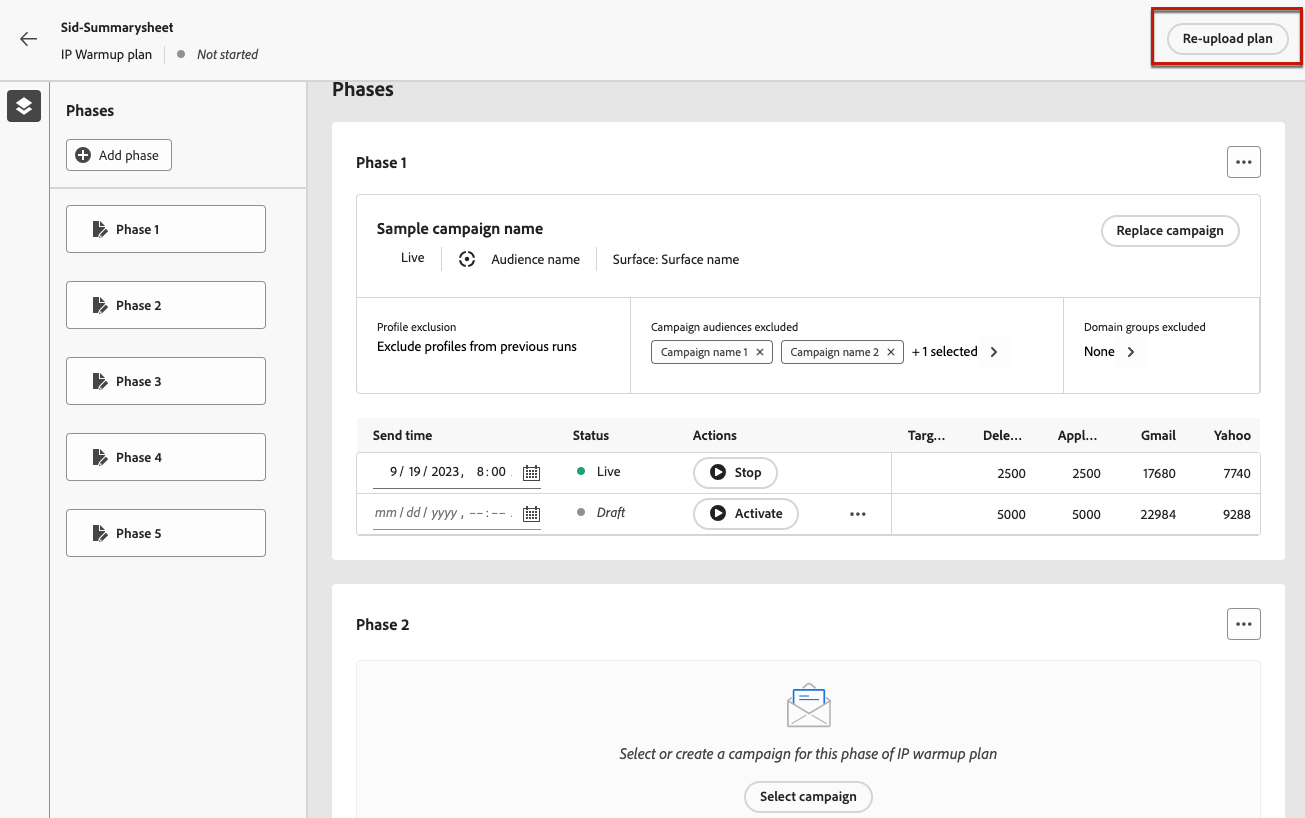 Sid-Summarysheet
IP Warmup plan
Not started
Re-upload plan
Phases
Add phase
Phase 1
Phase 2
Phase 3
Phase 4
Phase 5
Phases
Phase 1
Sample campaign name
Replace campaign
Live
Audience name
Surface: Surface name
Profile exclusion
Exclude profiles from previous runs
Campaign audiences excluded
Campaign name 1
Campaign name 2
+ 1 selected
Domain groups excluded
None
Send time Status Actions Targ... Dele... Appl... Gmail Yahoo
9/ 19/ 2023, 8:00 Live Stop 2500 2500 17680 7740
mm/dd/yyyy, --:-- Draft Activate 5000 5000 22984 9288
Phase 2
Select or create a campaign for this phase of IP warmup plan
Select campaign